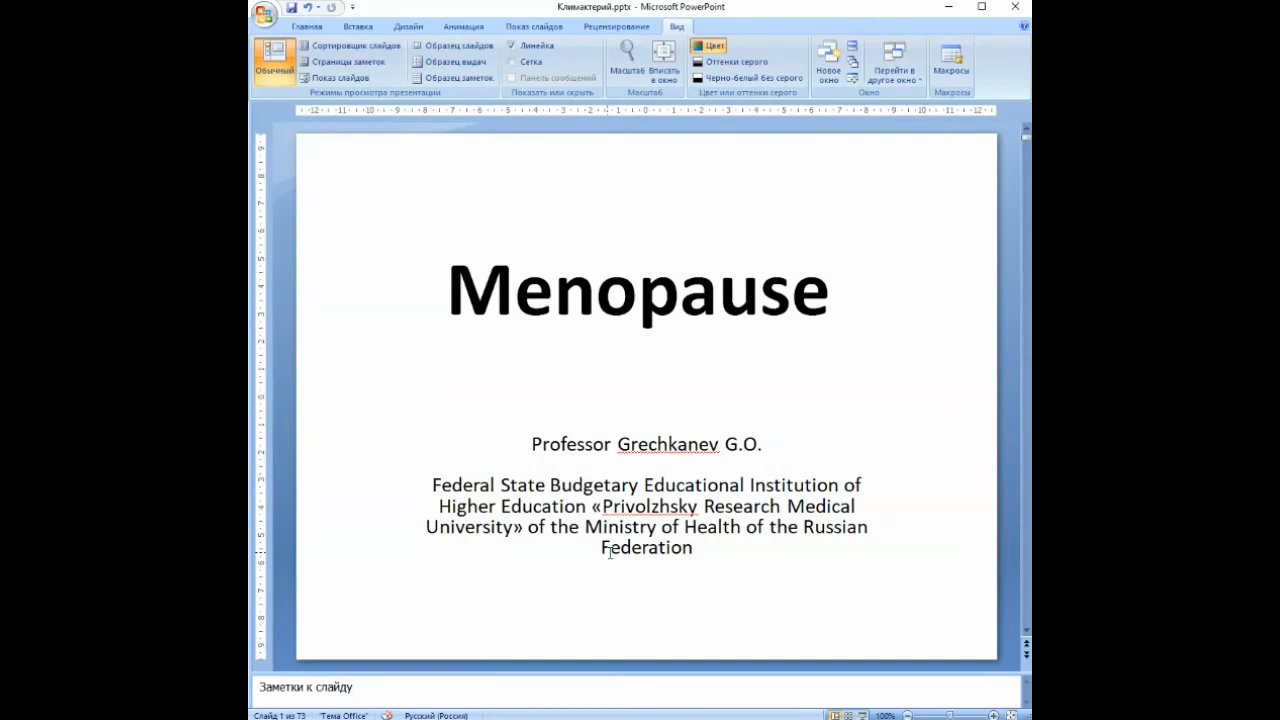 Климактерий.pptx - Microsoft PowerPoint
Главная Вставка Дизайн Анимация Показ слайдов Рецензирование Вид
Обычный
Сортировщик слайдов
Страницы заметок
Показ слайдов
Режимы просмотра презентации
Образец слайдов
Образец выдач
Образец заметок
Линейка
Сетка
Панель сообщений
Показать или скрыть
Масштаб
Вписать
в окно
Масштаб
Цвет
Оттенки серого
Черно-белый без серого
Цвет или оттенки серого
Новое
окно
Перейти в
другое окно
Окно
Макросы
Макросы
Menopause
Professor Grechkanev G.O.
Federal State Budgetary Educational Institution of
Higher Education «Privolzhsky Research Medical
University» of the Ministry of Health of the Russian
Federation
Заметки к слайду
Слайд 1 из 73 "Тема Office" Русский (Россия) 100%